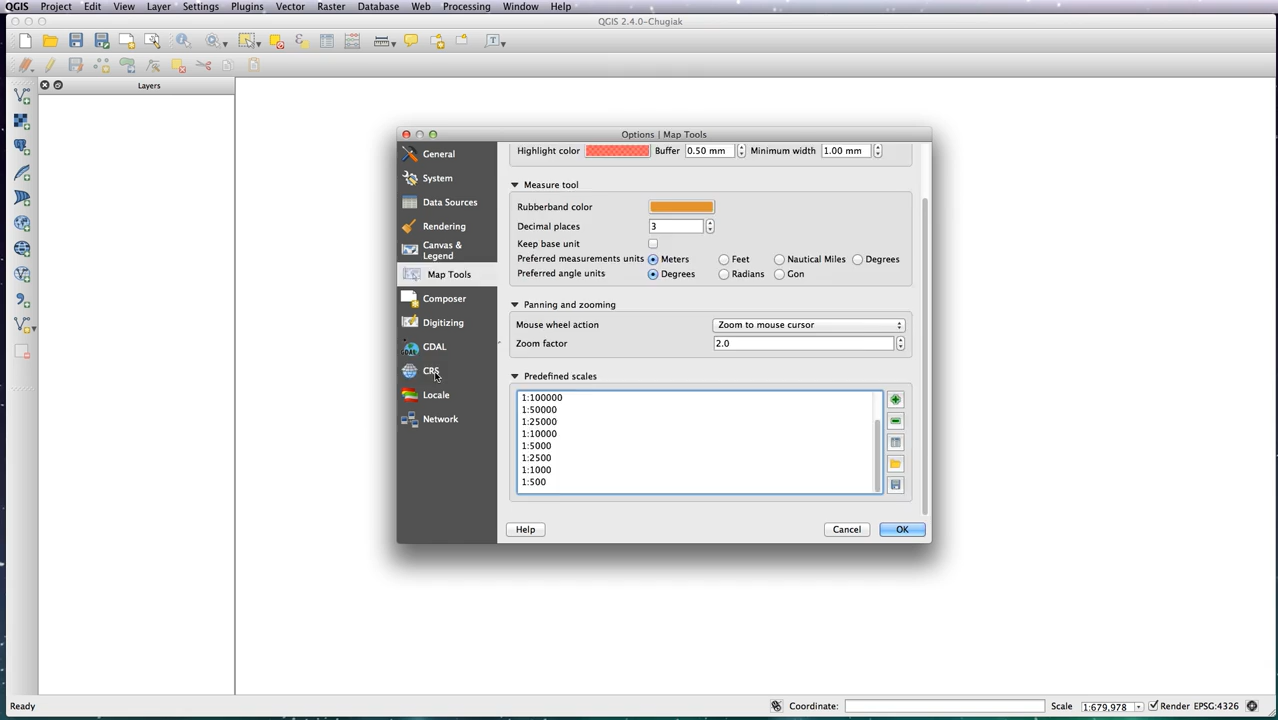 QGIS Project Edit View Layer Settings Plugins Vector Raster Database Web Processing Window Help
QGIS 2.4.0-Chugiak
Layers
Options | Map Tools
General
System
Data Sources
Rendering
Canvas &
Legend
Map Tools
Composer
Digitizing
GDAL
CRS
Locale
Network
Highlight color Buffer 0.50 mm Minimum width 1.00 mm
Measure tool
Rubberband color
Decimal places 3
Keep base unit
Preferred measurements units Meters Feet Nautical Miles Degrees
Preferred angle units Degrees Radians Gon
Panning and zooming
Mouse wheel action Zoom to mouse cursor
Zoom factor 2.0
Predefined scales
1:100000
1:50000
1:25000
1:10000
1:5000
1:2500
1:1000
1:500
Help Cancel OK
Ready Coordinate: Scale 1:679,978 Render EPSG:4326